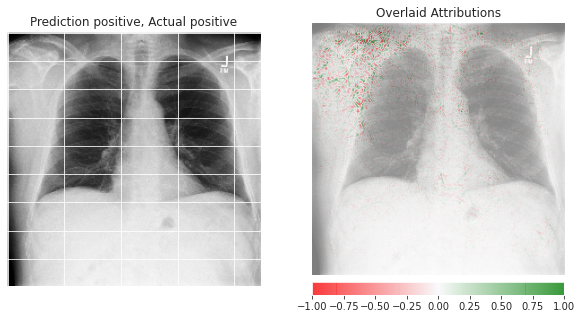 Prediction positive, Actual positive
Overlaid Attributions
L
L
−1.00 −0.75 −0.50 −0.25 0.00 0.25 0.50 0.75 1.00